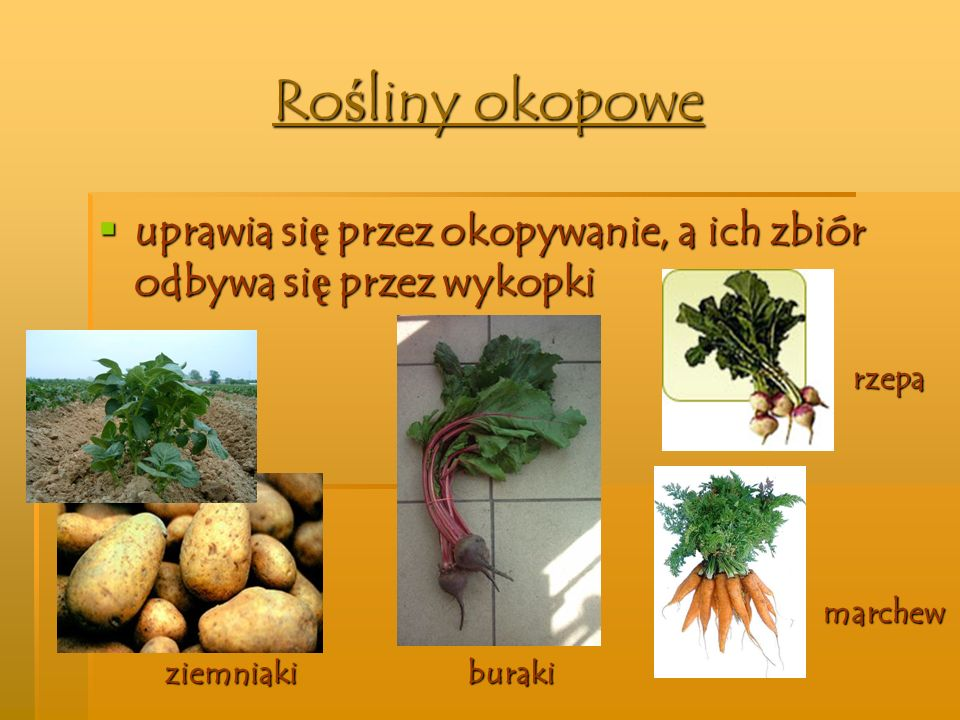 Rośliny okopowe
▪ uprawia się przez okopywanie, a ich zbiór
odbywa się przez wykopki
rzepa
marchew
ziemniaki
buraki